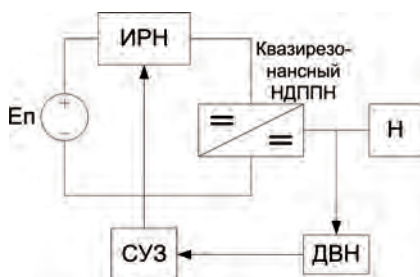 ИРН
Квазирезо-
нансный
НДППН
Еп
+
−
=
=
Н
СУЗ
ДВН